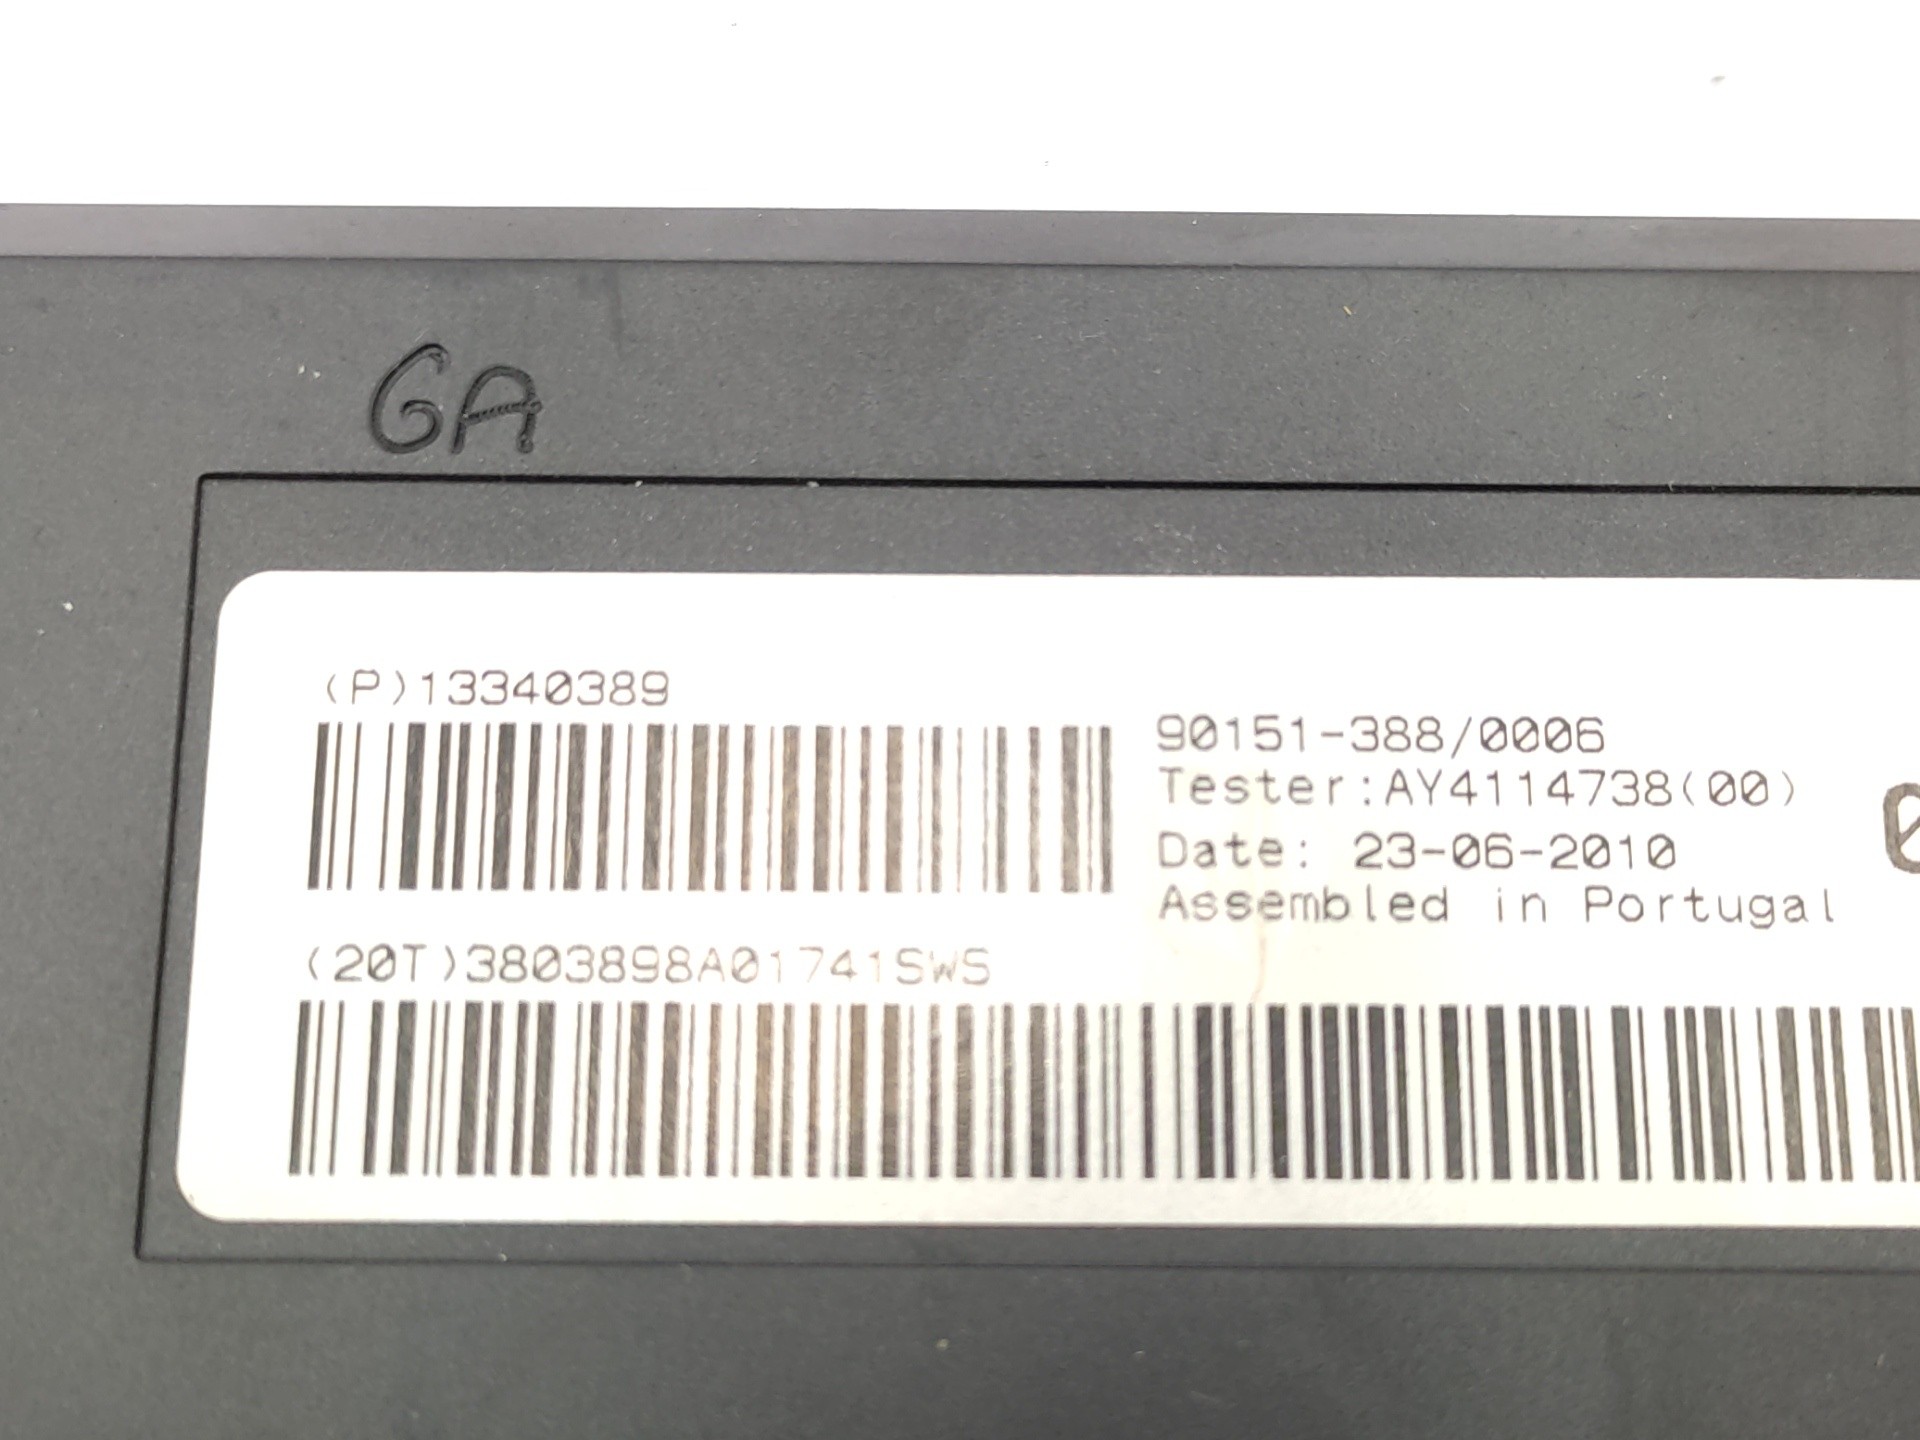 GA
(P)13340389
90151-388/0006
Tester:AY4114738(00)
Date: 23-06-2010
Assembled in Portugal
(20T)3803898A01741SWS